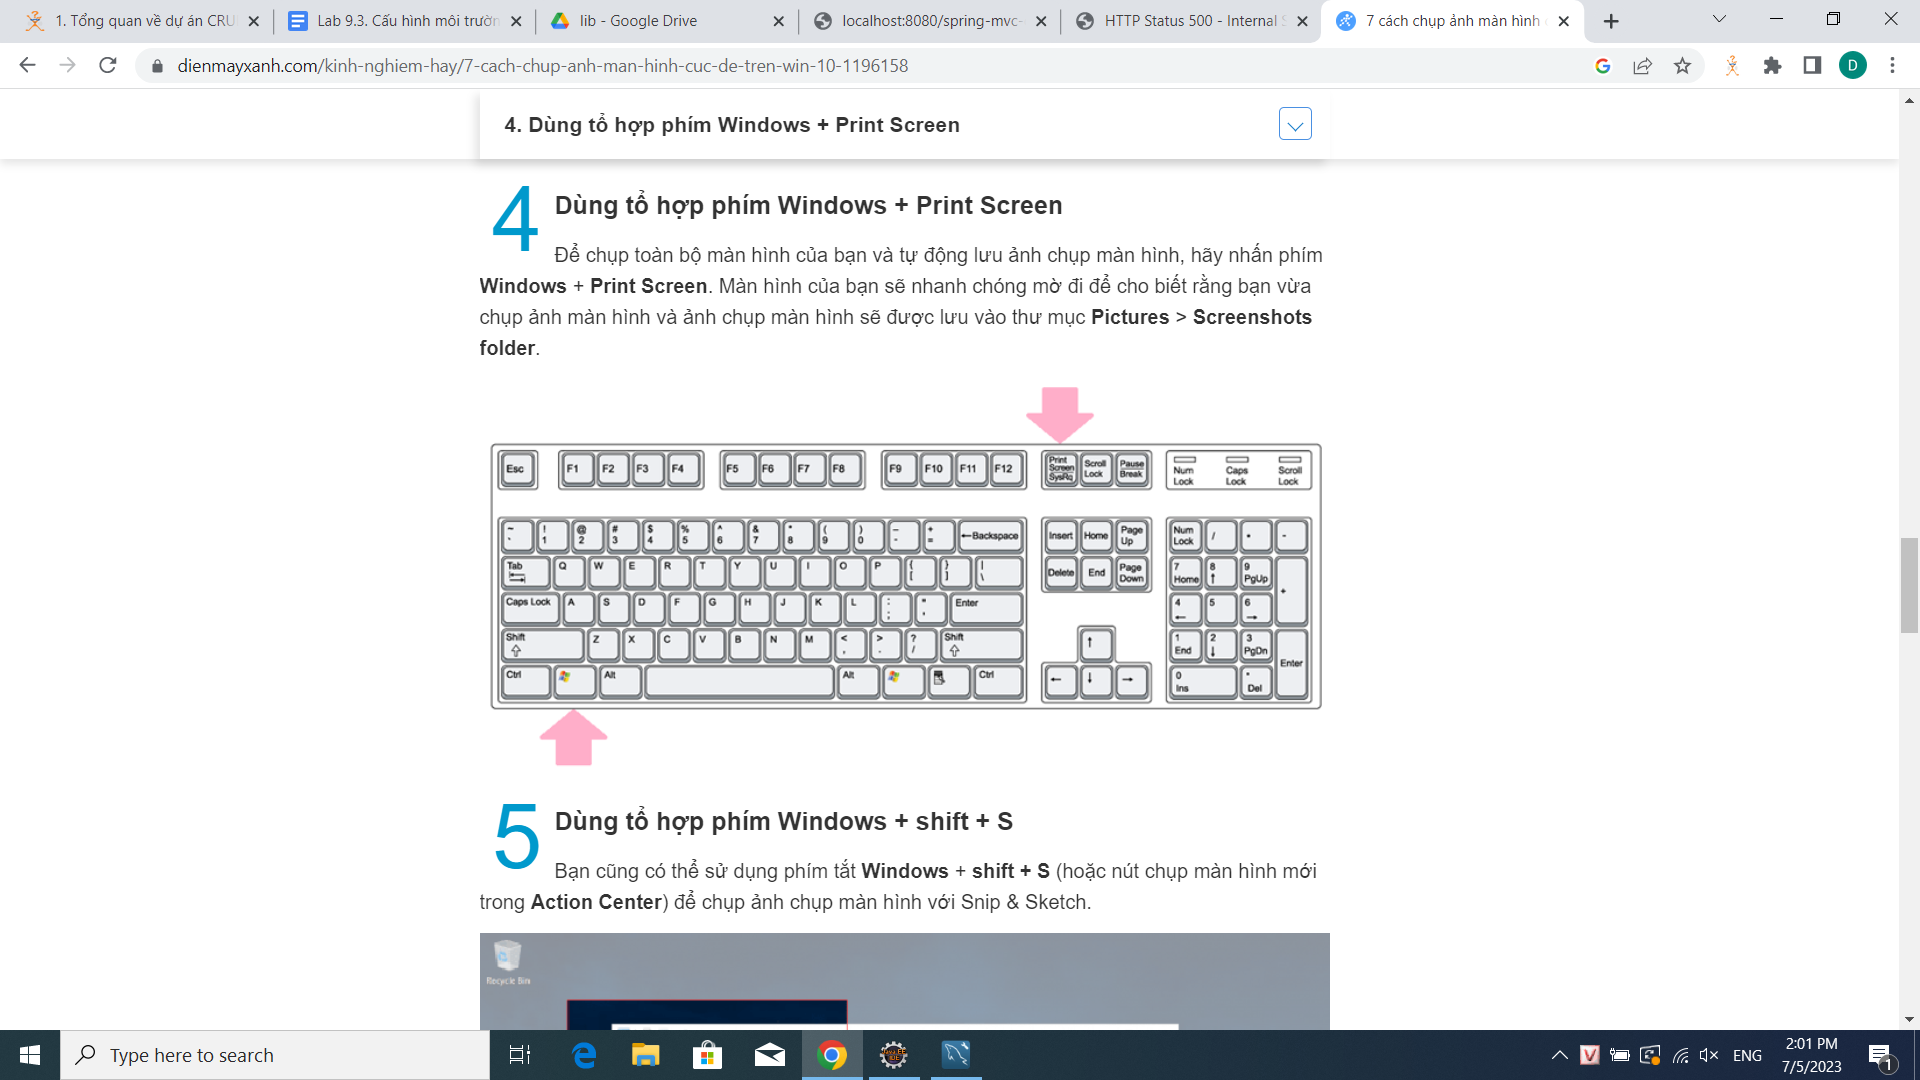 1. Tổng quan về dự án CRU
Lab 9.3. Cấu hình môi trườn
lib - Google Drive
localhost:8080/spring-mvc-
HTTP Status 500 - Internal S
7 cách chụp ảnh màn hình
dienmayxanh.com/kinh-nghiem-hay/7-cach-chup-anh-man-hinh-cuc-de-tren-win-10-1196158
D
4. Dùng tổ hợp phím Windows + Print Screen
4 Dùng tổ hợp phím Windows + Print Screen
Để chụp toàn bộ màn hình của bạn và tự động lưu ảnh chụp màn hình, hãy nhấn phím
Windows + Print Screen. Màn hình của bạn sẽ nhanh chóng mờ đi để cho biết rằng bạn vừa
chụp ảnh màn hình và ảnh chụp màn hình sẽ được lưu vào thư mục Pictures > Screenshots
folder.
Esc F1 F2 F3 F4 F5 F6 F7 F8 F9 F10 F11 F12 Print Screen SysRq Scroll Lock Pause Break Num Lock Caps Lock Scroll Lock
~ ` ! 1 @ 2 # 3 $ 4 % 5 ^ 6 & 7 * 8 ( 9 ) 0 _ - + = ←Backspace Insert Home Page Up Num Lock / * -
Tab Q W E R T Y U I O P { [ } ] | \ Delete End Page Down 7 Home 8 ↑ 9 PgUp +
Caps Lock A S D F G H J K L : ; " ' Enter 4 ← 5 6 →
Shift Z X C V B N M < , > . ? / Shift ↑ 1 End 2 ↓ 3 PgDn Enter
Ctrl Alt Alt Ctrl ← ↓ → 0 Ins . Del
5 Dùng tổ hợp phím Windows + shift + S
Bạn cũng có thể sử dụng phím tắt Windows + shift + S (hoặc nút chụp màn hình mới
trong Action Center) để chụp ảnh chụp màn hình với Snip & Sketch.
Recycle Bin
Type here to search
ENG
2:01 PM
7/5/2023
1